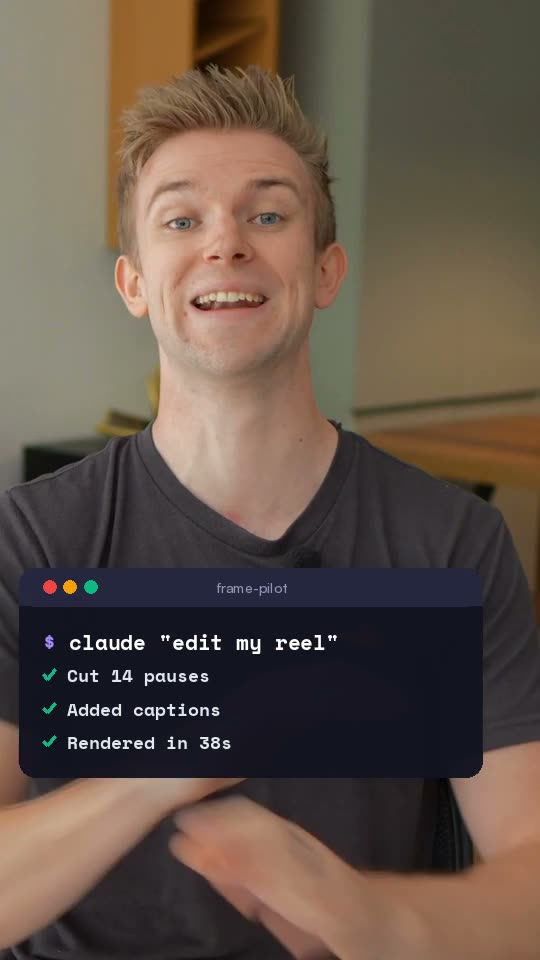 frame-pilot
$ claude "edit my reel"
✓ Cut 14 pauses
✓ Added captions
✓ Rendered in 38s